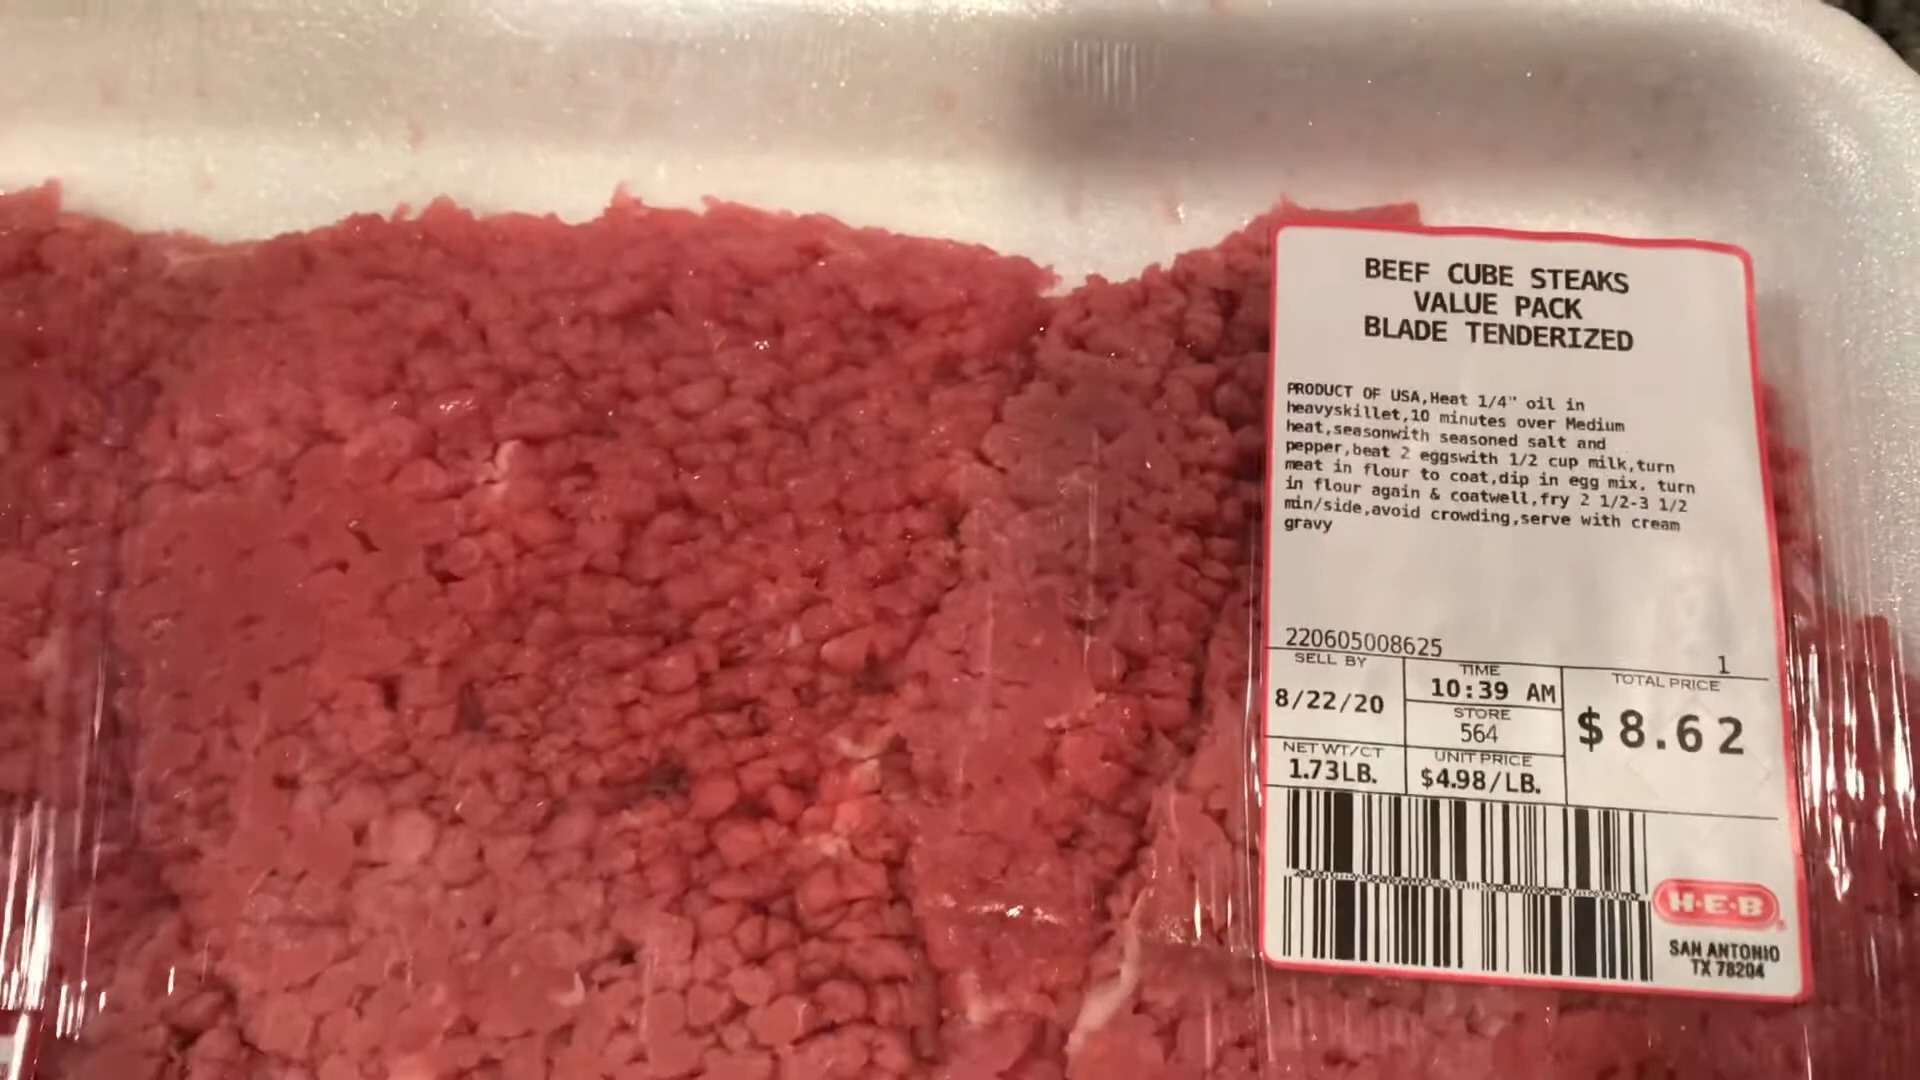 BEEF CUBE STEAKS
VALUE PACK
BLADE TENDERIZED
PRODUCT OF USA,Heat 1/4" oil in
heavyskillet,10 minutes over Medium
heat,seasonwith seasoned salt and
pepper,beat 2 eggswith 1/2 cup milk,turn
meat in flour to coat,dip in egg mix, turn
in flour again & coatwell,fry 2 1/2-3 1/2
min/side,avoid crowding,serve with cream
gravy
220605008625 1
SELL BY
8/22/20
TIME
10:39 AM
STORE
564
TOTAL PRICE
$8.62
NET WT/CT
1.73LB.
UNIT PRICE
$4.98/LB.
H-E-B
SAN ANTONIO
TX 78204